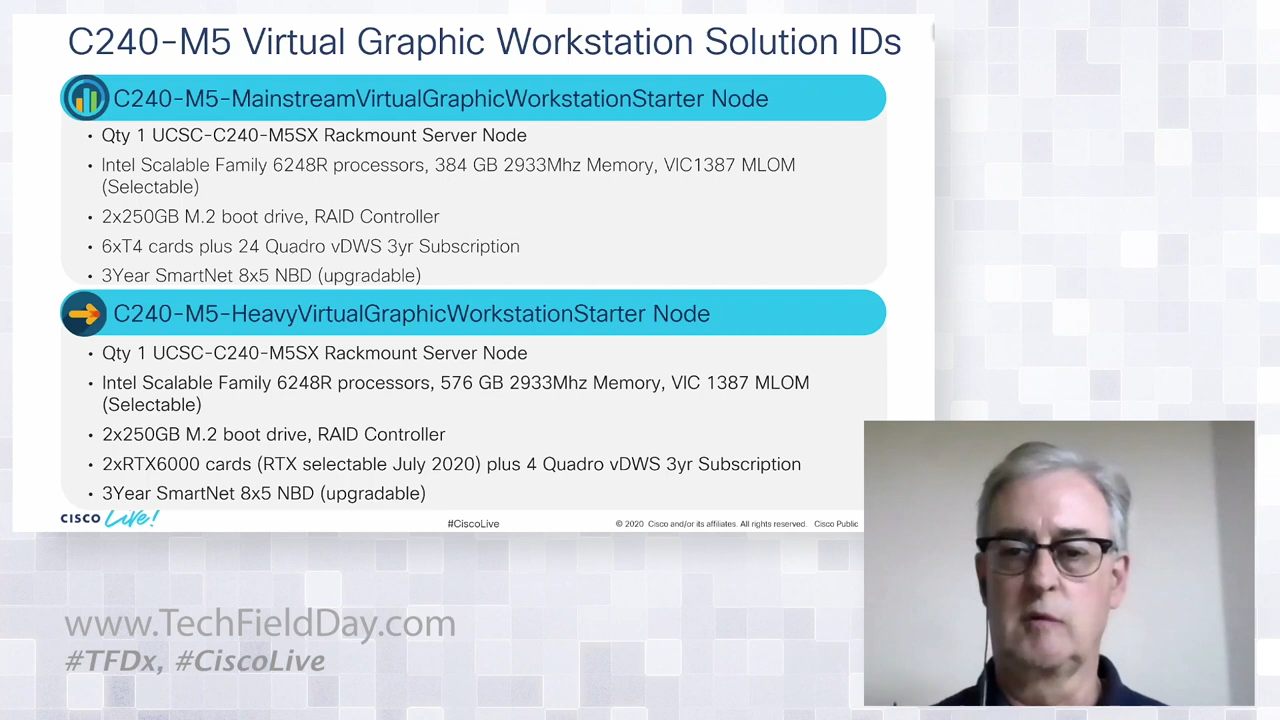 C240-M5 Virtual Graphic Workstation Solution IDs
C240-M5-MainstreamVirtualGraphicWorkstationStarter Node
• Qty 1 UCSC-C240-M5SX Rackmount Server Node
• Intel Scalable Family 6248R processors, 384 GB 2933Mhz Memory, VIC1387 MLOM
(Selectable)
• 2x250GB M.2 boot drive, RAID Controller
• 6xT4 cards plus 24 Quadro vDWS 3yr Subscription
• 3Year SmartNet 8x5 NBD (upgradable)
C240-M5-HeavyVirtualGraphicWorkstationStarter Node
• Qty 1 UCSC-C240-M5SX Rackmount Server Node
• Intel Scalable Family 6248R processors, 576 GB 2933Mhz Memory, VIC 1387 MLOM
(Selectable)
• 2x250GB M.2 boot drive, RAID Controller
• 2xRTX6000 cards (RTX selectable July 2020) plus 4 Quadro vDWS 3yr Subscription
• 3Year SmartNet 8x5 NBD (upgradable)
CISCO Live! #CiscoLive © 2020 Cisco and/or its affiliates. All rights reserved. Cisco Public
www.TechFieldDay.com
#TFDx, #CiscoLive